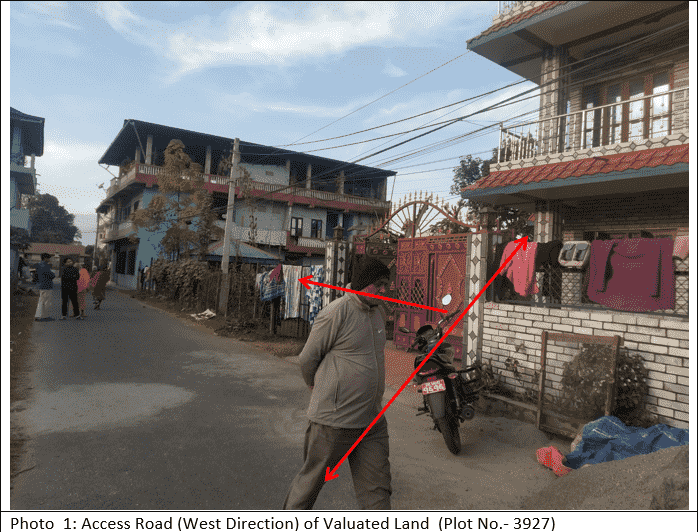 Photo 1: Access Road (West Direction) of Valuated Land (Plot No.- 3927)